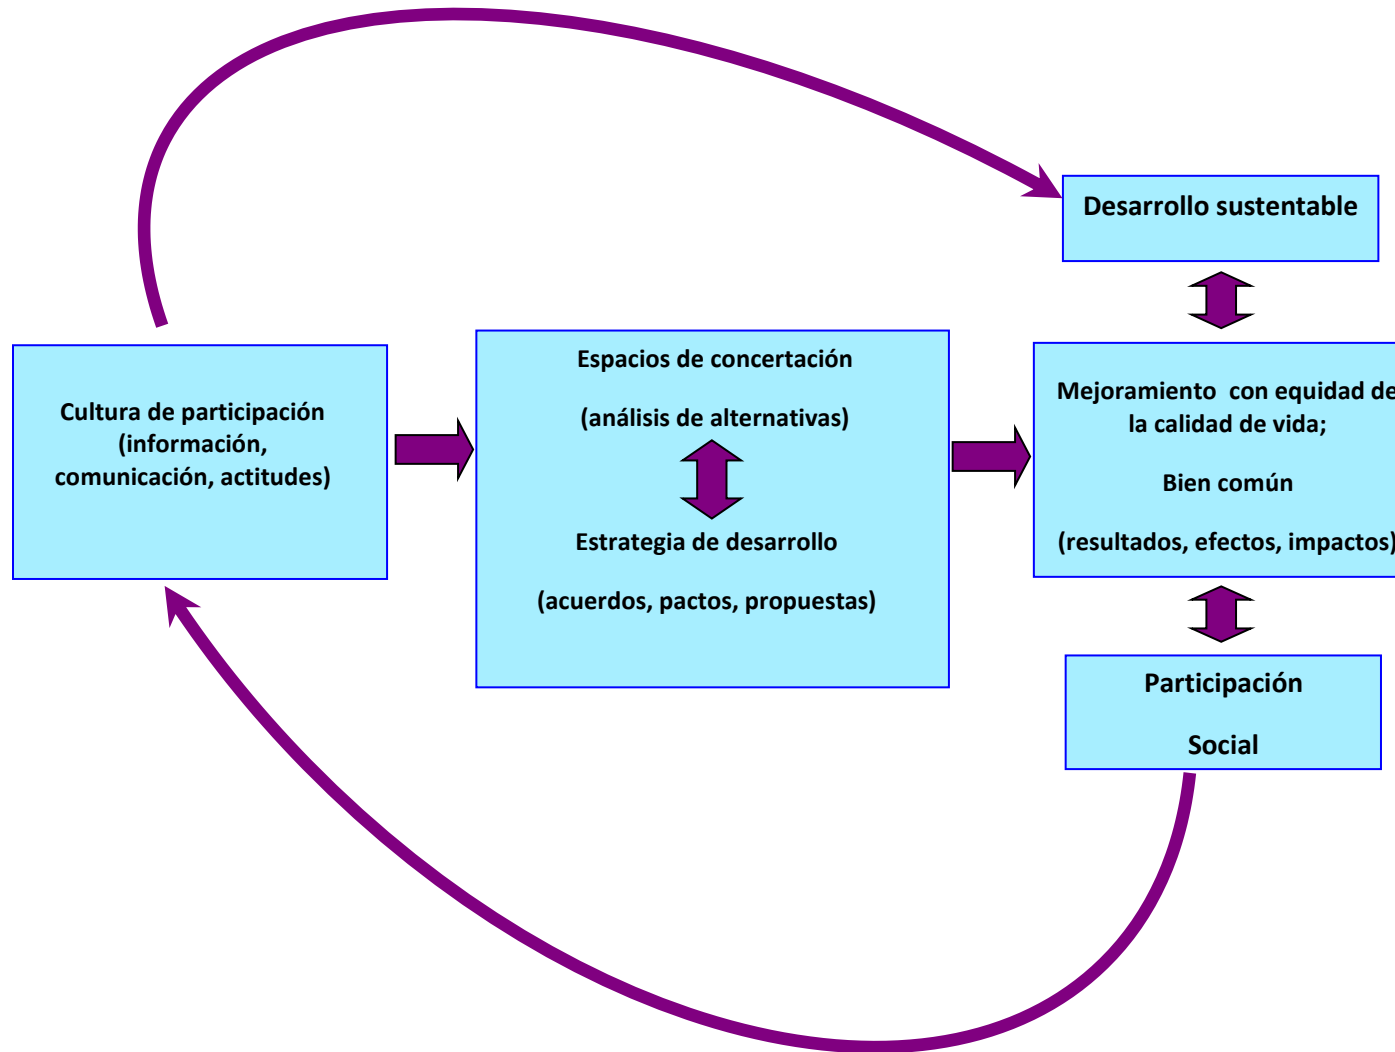 Desarrollo sustentable
Cultura de participación
(información,
comunicación, actitudes)
Espacios de concertación
(análisis de alternativas)
Estrategia de desarrollo
(acuerdos, pactos, propuestas)
Mejoramiento con equidad de
la calidad de vida;
Bien común
(resultados, efectos, impactos)
Participación
Social